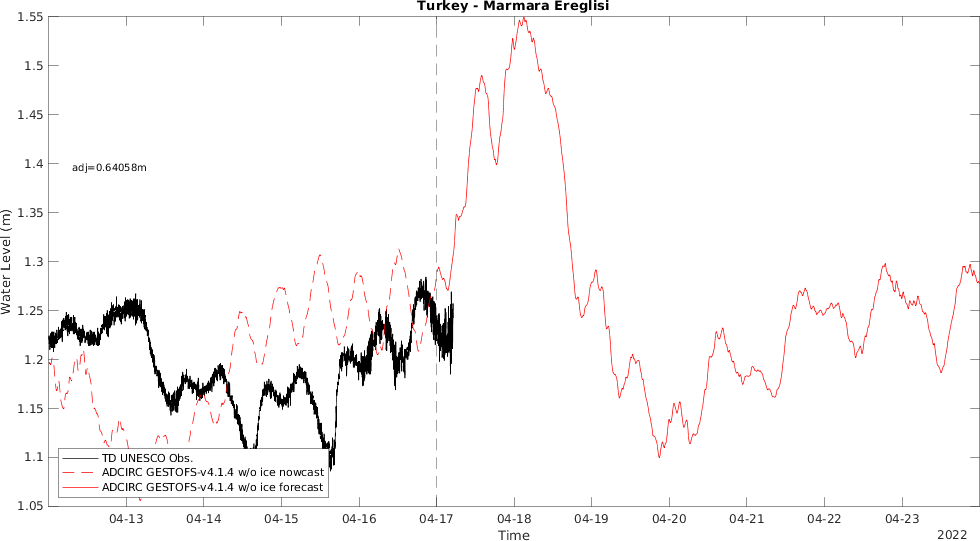 Turkey - Marmara Ereglisi
1.55
1.5
1.45
1.4
1.35
1.3
1.25
1.2
1.15
1.1
1.05
Water Level (m)
adj=0.64058m
TD UNESCO Obs.
ADCIRC GESTOFS-v4.1.4 w/o ice nowcast
ADCIRC GESTOFS-v4.1.4 w/o ice forecast
04-13 04-14 04-15 04-16 04-17 04-18 04-19 04-20 04-21 04-22 04-23
Time
2022